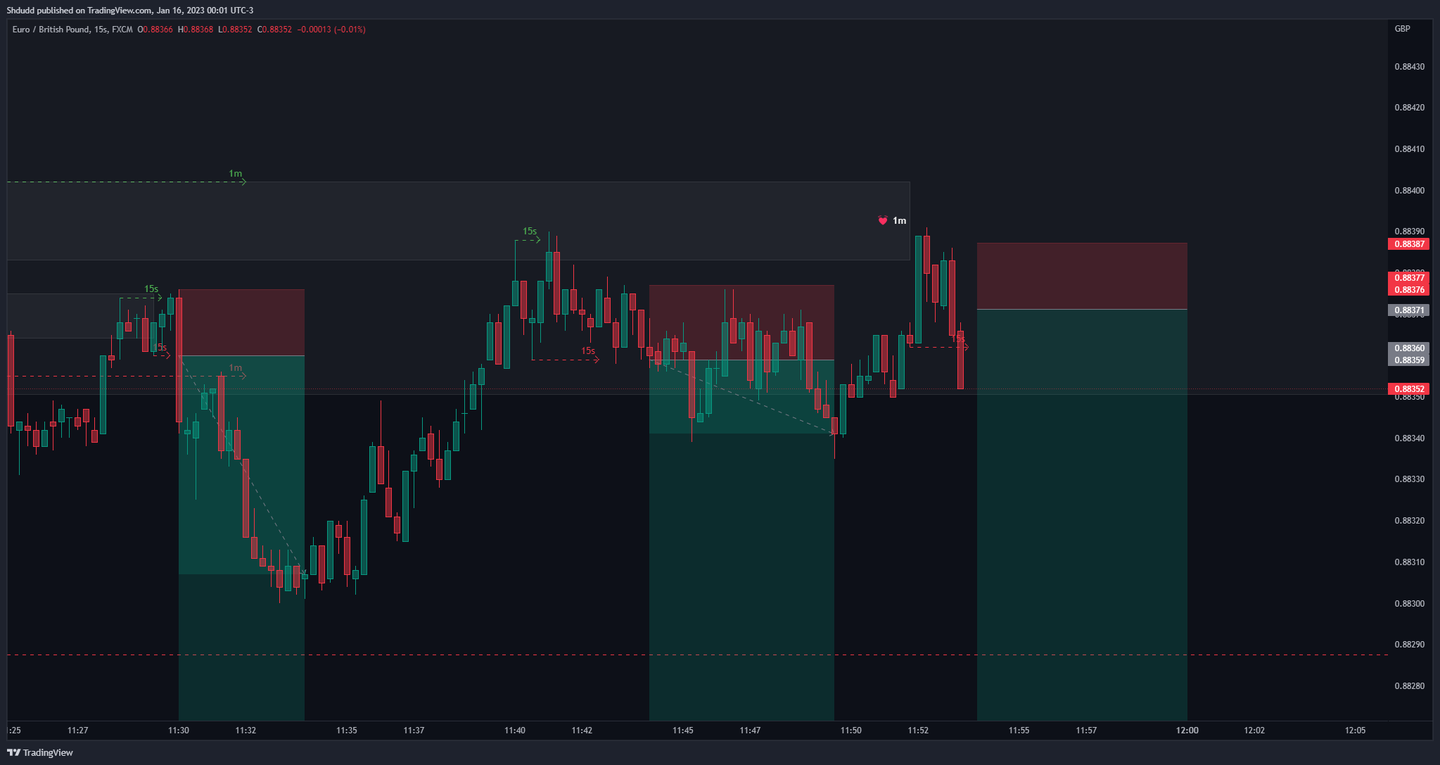 Shdudd published on TradingView.com, Jan 16, 2023 00:01 UTC-3
Euro / British Pound, 15s, FXCM O0.88366 H0.88368 L0.88352 C0.88352 −0.00013 (−0.01%)
GBP
0.88430
0.88420
0.88410
1m
0.88400
1m
15s
0.88390
0.88387
0.88377
15s
0.88376
0.88371
15s
15s
15s
0.88360
0.88359
1m
0.88352
0.88350
0.88340
0.88330
0.88320
0.88310
0.88300
0.88290
0.88280
:25 11:27 11:30 11:32 11:35 11:37 11:40 11:42 11:45 11:47 11:50 11:52 11:55 11:57 12:00 12:02 12:05
TradingView